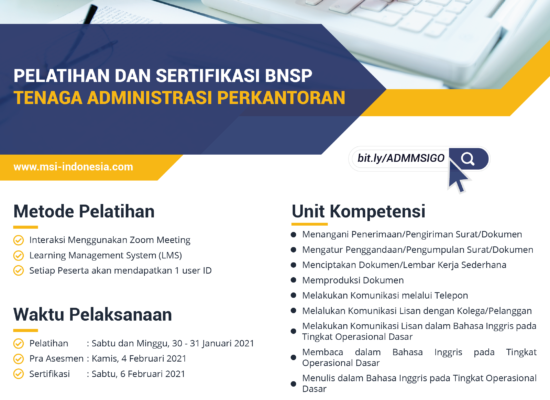 PELATIHAN DAN SERTIFIKASI BNSP
TENAGA ADMINISTRASI PERKANTORAN
www.msi-indonesia.com
bit.ly/ADMMSIGO
Metode Pelatihan
Interaksi Menggunakan Zoom Meeting
Learning Management System (LMS)
Setiap Peserta akan mendapatkan 1 user ID
Waktu Pelaksanaan
Pelatihan : Sabtu dan Minggu, 30 - 31 Januari 2021
Pra Asesmen : Kamis, 4 Februari 2021
Sertifikasi : Sabtu, 6 Februari 2021
Unit Kompetensi
Menangani Penerimaan/Pengiriman Surat/Dokumen
Mengatur Penggandaan/Pengumpulan Surat/Dokumen
Menciptakan Dokumen/Lembar Kerja Sederhana
Memproduksi Dokumen
Melakukan Komunikasi melalui Telepon
Melalukan Komunikasi Lisan dengan Kolega/Pelanggan
Melakukan Komunikasi Lisan dalam Bahasa Inggris pada
Tingkat Operasional Dasar
Membaca dalam Bahasa Inggris pada Tingkat
Operasional Dasar
Menulis dalam Bahasa Inggris pada Tingkat Operasional
Dasar